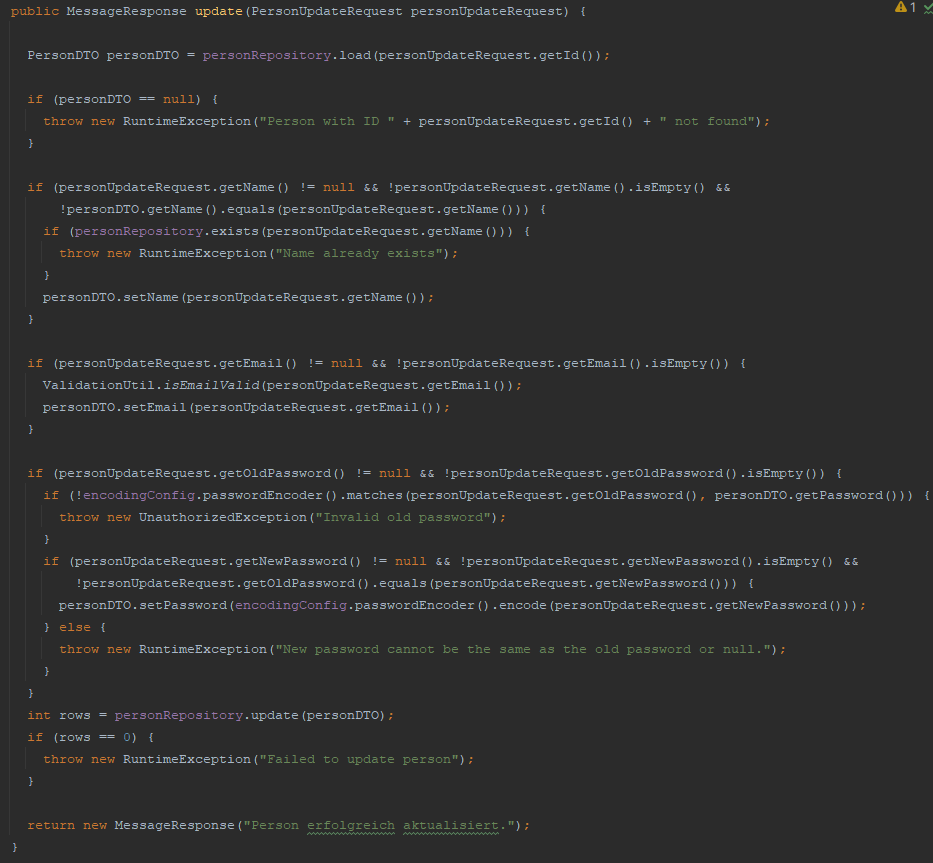 public MessageResponse update(PersonUpdateRequest personUpdateRequest) {
1
PersonDTO personDTO = personRepository.load(personUpdateRequest.getId());
if (personDTO == null) {
throw new RuntimeException("Person with ID " + personUpdateRequest.getId() + " not found");
}
if (personUpdateRequest.getName() != null && !personUpdateRequest.getName().isEmpty() &&
!personDTO.getName().equals(personUpdateRequest.getName())) {
if (personRepository.exists(personUpdateRequest.getName())) {
throw new RuntimeException("Name already exists");
}
personDTO.setName(personUpdateRequest.getName());
}
if (personUpdateRequest.getEmail() != null && !personUpdateRequest.getEmail().isEmpty()) {
ValidationUtil.isEmailValid(personUpdateRequest.getEmail());
personDTO.setEmail(personUpdateRequest.getEmail());
}
if (personUpdateRequest.getOldPassword() != null && !personUpdateRequest.getOldPassword().isEmpty()) {
if (!encodingConfig.passwordEncoder().matches(personUpdateRequest.getOldPassword(), personDTO.getPassword())) {
throw new UnauthorizedException("Invalid old password");
}
if (personUpdateRequest.getNewPassword() != null && !personUpdateRequest.getNewPassword().isEmpty() &&
!personUpdateRequest.getOldPassword().equals(personUpdateRequest.getNewPassword())) {
personDTO.setPassword(encodingConfig.passwordEncoder().encode(personUpdateRequest.getNewPassword()));
} else {
throw new RuntimeException("New password cannot be the same as the old password or null.");
}
}
int rows = personRepository.update(personDTO);
if (rows == 0) {
throw new RuntimeException("Failed to update person");
}
return new MessageResponse("Person erfolgreich aktualisiert.");
}